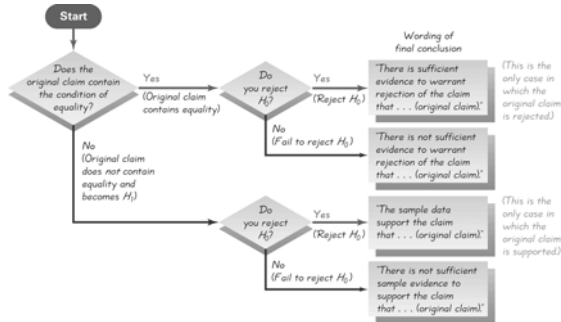 Start
Wording of
final conclusion
Does the
original claim contain
the condition of
equality?
Yes
(Original claim
contains equality)
Do
you reject
H₀?
Yes
(Reject H₀)
"There is sufficient
evidence to warrant
rejection of the claim
that . . . (original claim)."
(This is the
only case in
which the
original claim
is rejected.)
No
(Fail to reject H₀)
"There is not sufficient
evidence to warrant
rejection of the claim
that . . . (original claim)."
No
(Original claim
does not contain
equality and
becomes H₁)
Do
you reject
H₀?
Yes
(Reject H₀)
"The sample data
support the claim
that . . . (original claim)."
(This is the
only case in
which the
original claim
is supported.)
No
(Fail to reject H₀)
"There is not sufficient
sample evidence to
support the claim
that . . . (original claim)."